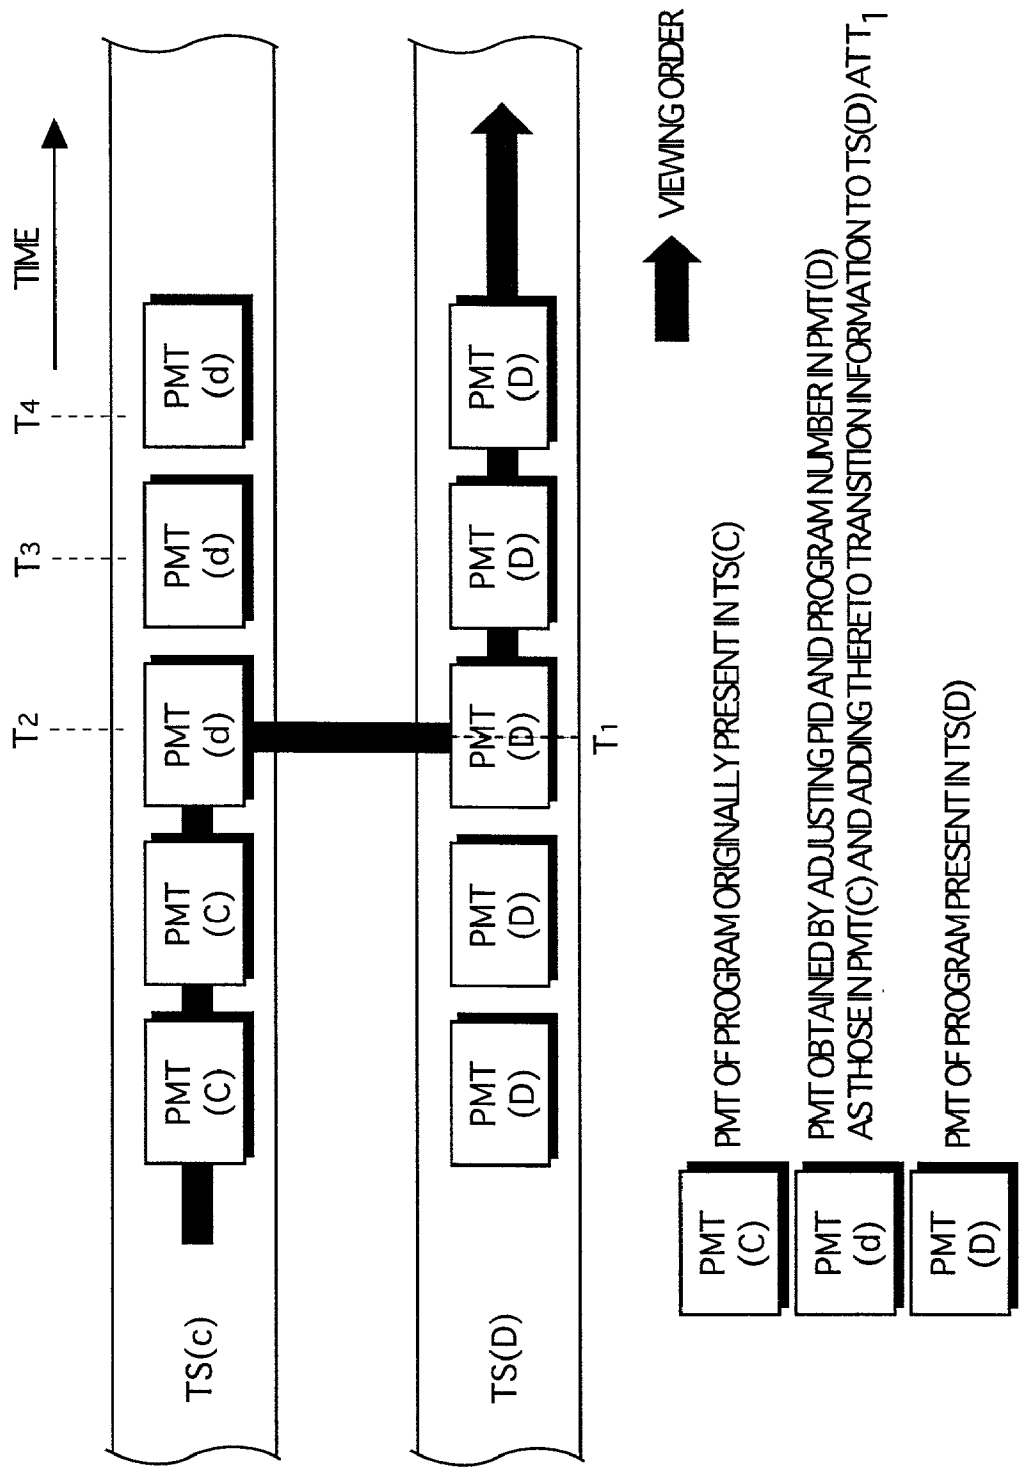 TIME
T2
T3
T4
TS(c)
PMT
(C)
PMT
(C)
PMT
(d)
PMT
(d)
PMT
(d)
TS(D)
PMT
(D)
PMT
(D)
PMT
(D)
PMT
(D)
PMT
(D)
T1
VIEWING ORDER
PMT
(C)
PMT OF PROGRAM ORIGINALLY PRESENT IN TS(C)
PMT
(d)
PMT OBTAINED BY ADJUSTING PID AND PROGRAM NUMBER IN PMT(D)
AS THOSE IN PMT(C) AND ADDING THERETO TRANSITION INFORMATION TO TS(D) AT T1
PMT
(D)
PMT OF PROGRAM PRESENT IN TS(D)